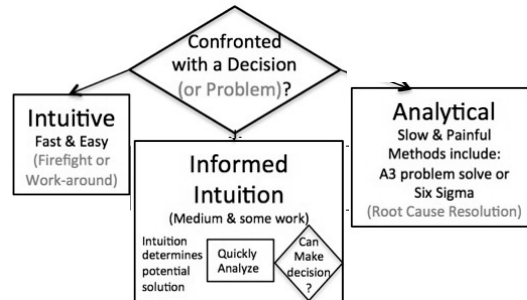 Confronted
with a Decision
(or Problem)?
Intuitive
Fast & Easy
(Firefight or
Work-around)
Informed
Intuition
(Medium & some work)
Intuition
determines
potential
solution
Quickly
Analyze
Can
Make
decision
?
Analytical
Slow & Painful
Methods include:
A3 problem solve or
Six Sigma
(Root Cause Resolution)